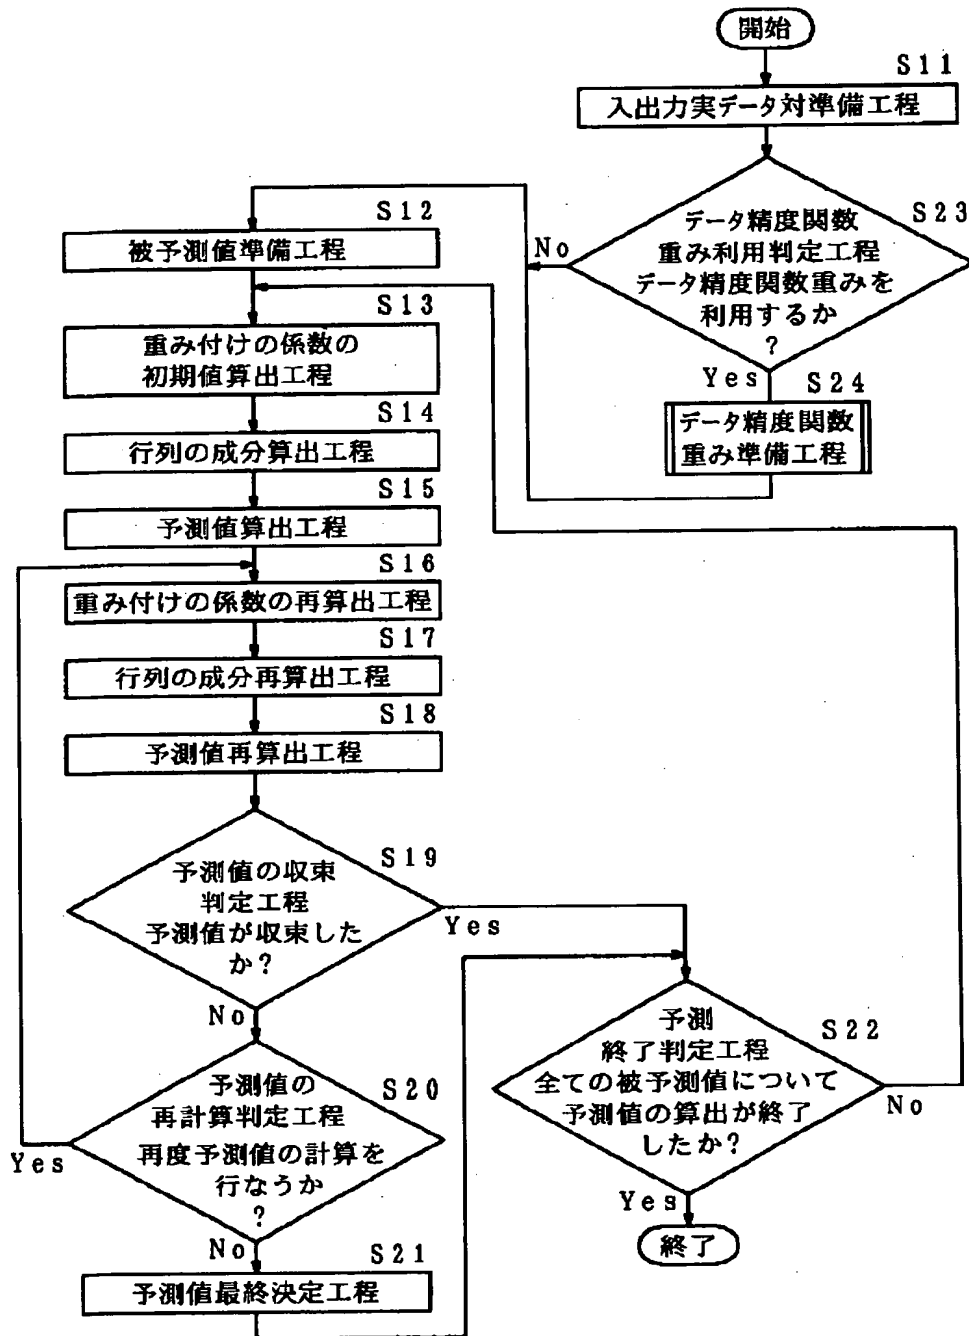 開始
S11
入出力実データ対準備工程
S23
データ精度関数
重み利用判定工程
データ精度関数重みを
利用するか
?
No
Yes
S24
データ精度関数
重み準備工程
S12
被予測値準備工程
S13
重み付けの係数の
初期値算出工程
S14
行列の成分算出工程
S15
予測値算出工程
S16
重み付けの係数の再算出工程
S17
行列の成分再算出工程
S18
予測値再算出工程
S19
予測値の収束
判定工程
予測値が収束した
か?
Yes
No
S20
予測値の
再計算判定工程
再度予測値の計算を
行なうか
?
Yes
No
S21
予測値最終決定工程
S22
予測
終了判定工程
全ての被予測値について
予測値の算出が終了
したか?
No
Yes
終了